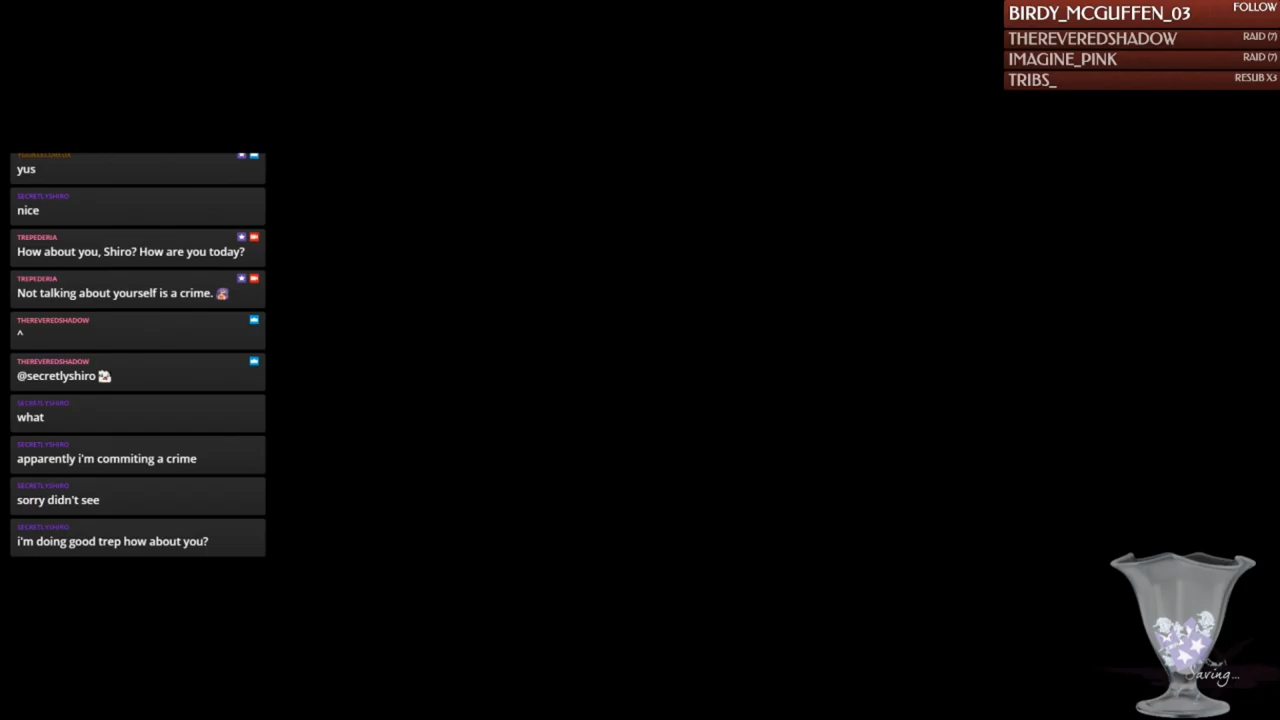 BIRDY_MCGUFFEN_03 FOLLOW
THEREVEREDSHADOW RAID (7)
IMAGINE_PINK RAID (7)
TRIBS_ RESUB X3
yus
SECRETLYSHIRO
nice
TREPEDERIA
How about you, Shiro? How are you today?
TREPEDERIA
Not talking about yourself is a crime.
THEREVEREDSHADOW
^
THEREVEREDSHADOW
@secretlyshiro
SECRETLYSHIRO
what
SECRETLYSHIRO
apparently i'm commiting a crime
SECRETLYSHIRO
sorry didn't see
SECRETLYSHIRO
i'm doing good trep how about you?
Saving...